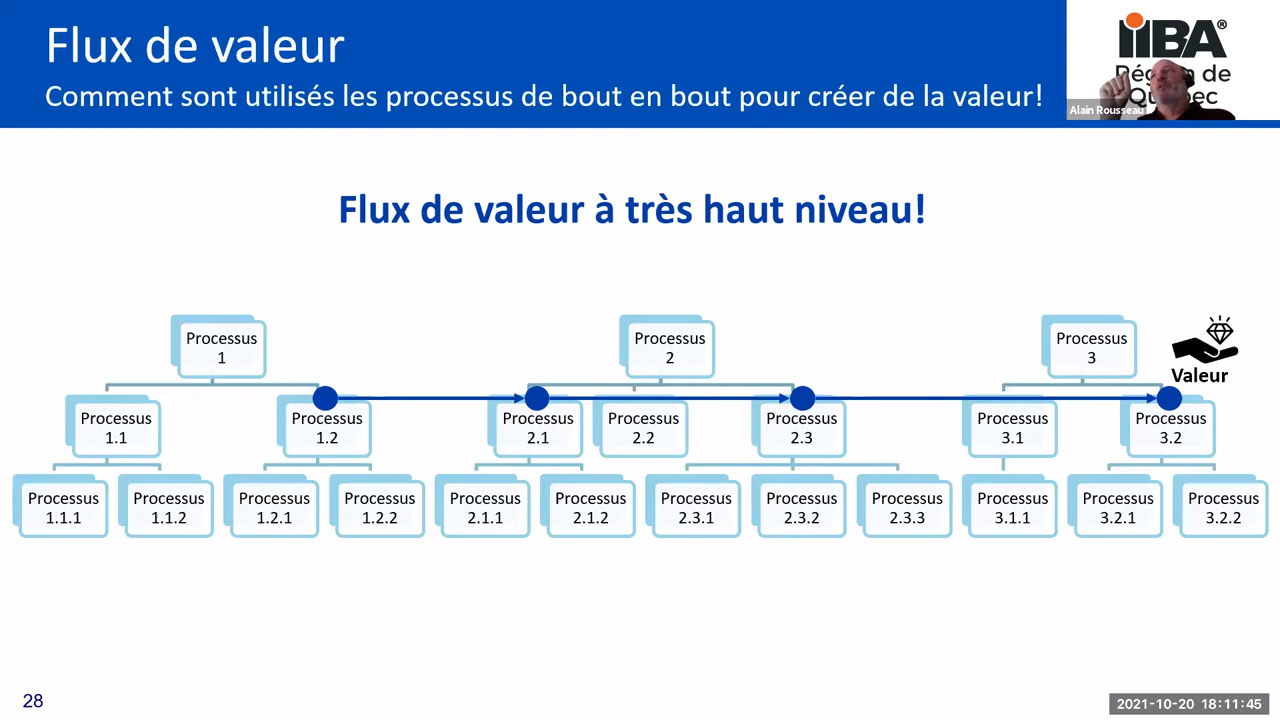 Flux de valeur
Comment sont utilisés les processus de bout en bout pour créer de la valeur!
iiBA®
Alain Rousseau
Flux de valeur à très haut niveau!
Processus
1
Processus
2
Processus
3
Valeur
Processus
1.1
Processus
1.2
Processus
2.1
Processus
2.2
Processus
2.3
Processus
3.1
Processus
3.2
Processus
1.1.1
Processus
1.1.2
Processus
1.2.1
Processus
1.2.2
Processus
2.1.1
Processus
2.1.2
Processus
2.3.1
Processus
2.3.2
Processus
2.3.3
Processus
3.1.1
Processus
3.2.1
Processus
3.2.2
28
2021-10-20 18:11:45